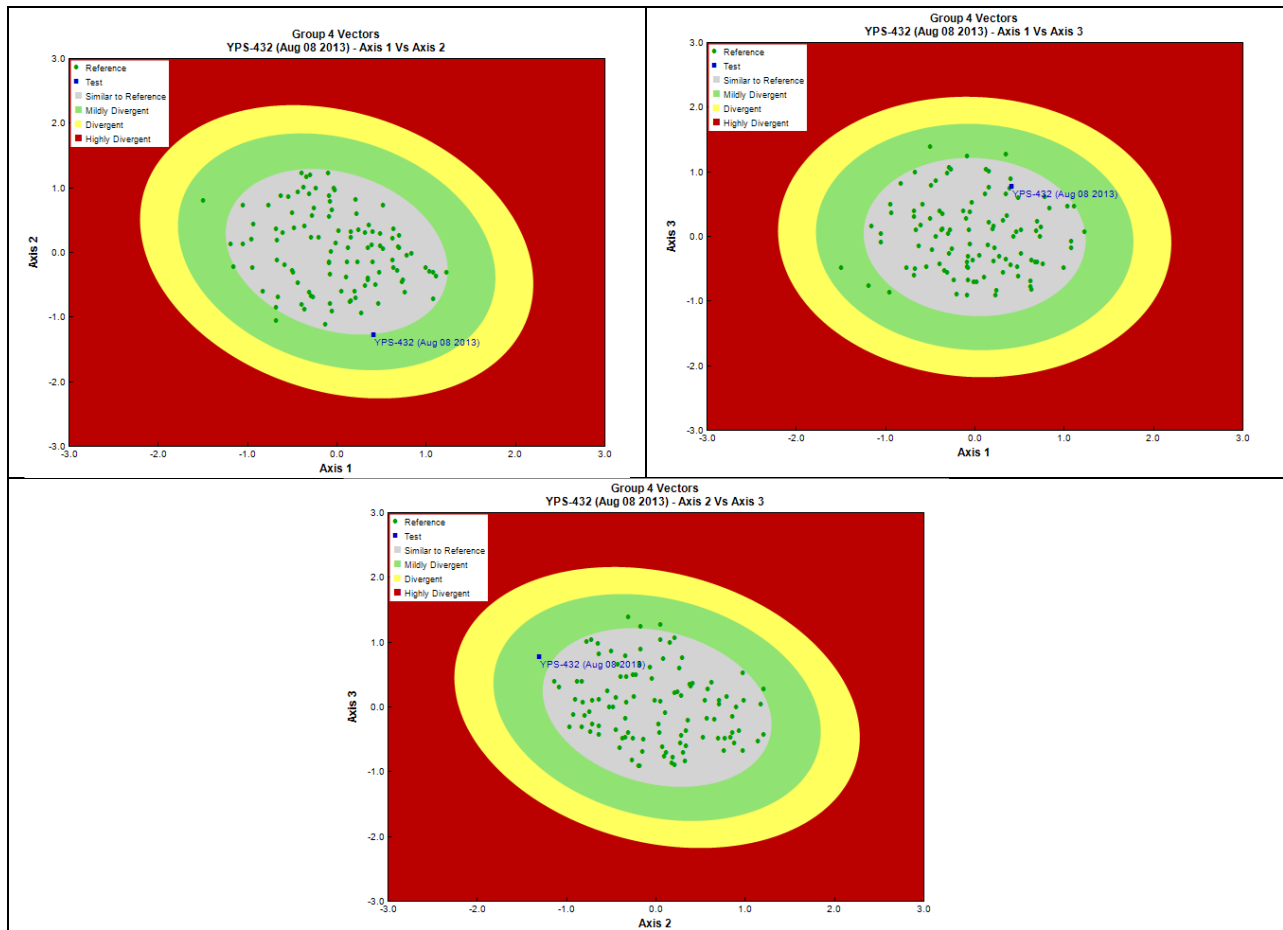 Group 4 Vectors
YPS-432 (Aug 08 2013) - Axis 1 Vs Axis 2
Reference
Test
Similar to Reference
Mildly Divergent
Divergent
Highly Divergent
3.0
2.0
1.0
0.0
-1.0
-2.0
-3.0
Axis 2
YPS-432 (Aug 08 2013)
-3.0 -2.0 -1.0 0.0 1.0 2.0 3.0
Axis 1
Group 4 Vectors
YPS-432 (Aug 08 2013) - Axis 1 Vs Axis 3
Reference
Test
Similar to Reference
Mildly Divergent
Divergent
Highly Divergent
3.0
2.0
1.0
0.0
-1.0
-2.0
-3.0
Axis 3
YPS-432 (Aug 08 2013)
-3.0 -2.0 -1.0 0.0 1.0 2.0 3.0
Axis 1
Group 4 Vectors
YPS-432 (Aug 08 2013) - Axis 2 Vs Axis 3
Reference
Test
Similar to Reference
Mildly Divergent
Divergent
Highly Divergent
3.0
2.0
1.0
0.0
-1.0
-2.0
-3.0
Axis 3
YPS-432 (Aug 08 2013)
-3.0 -2.0 -1.0 0.0 1.0 2.0 3.0
Axis 2